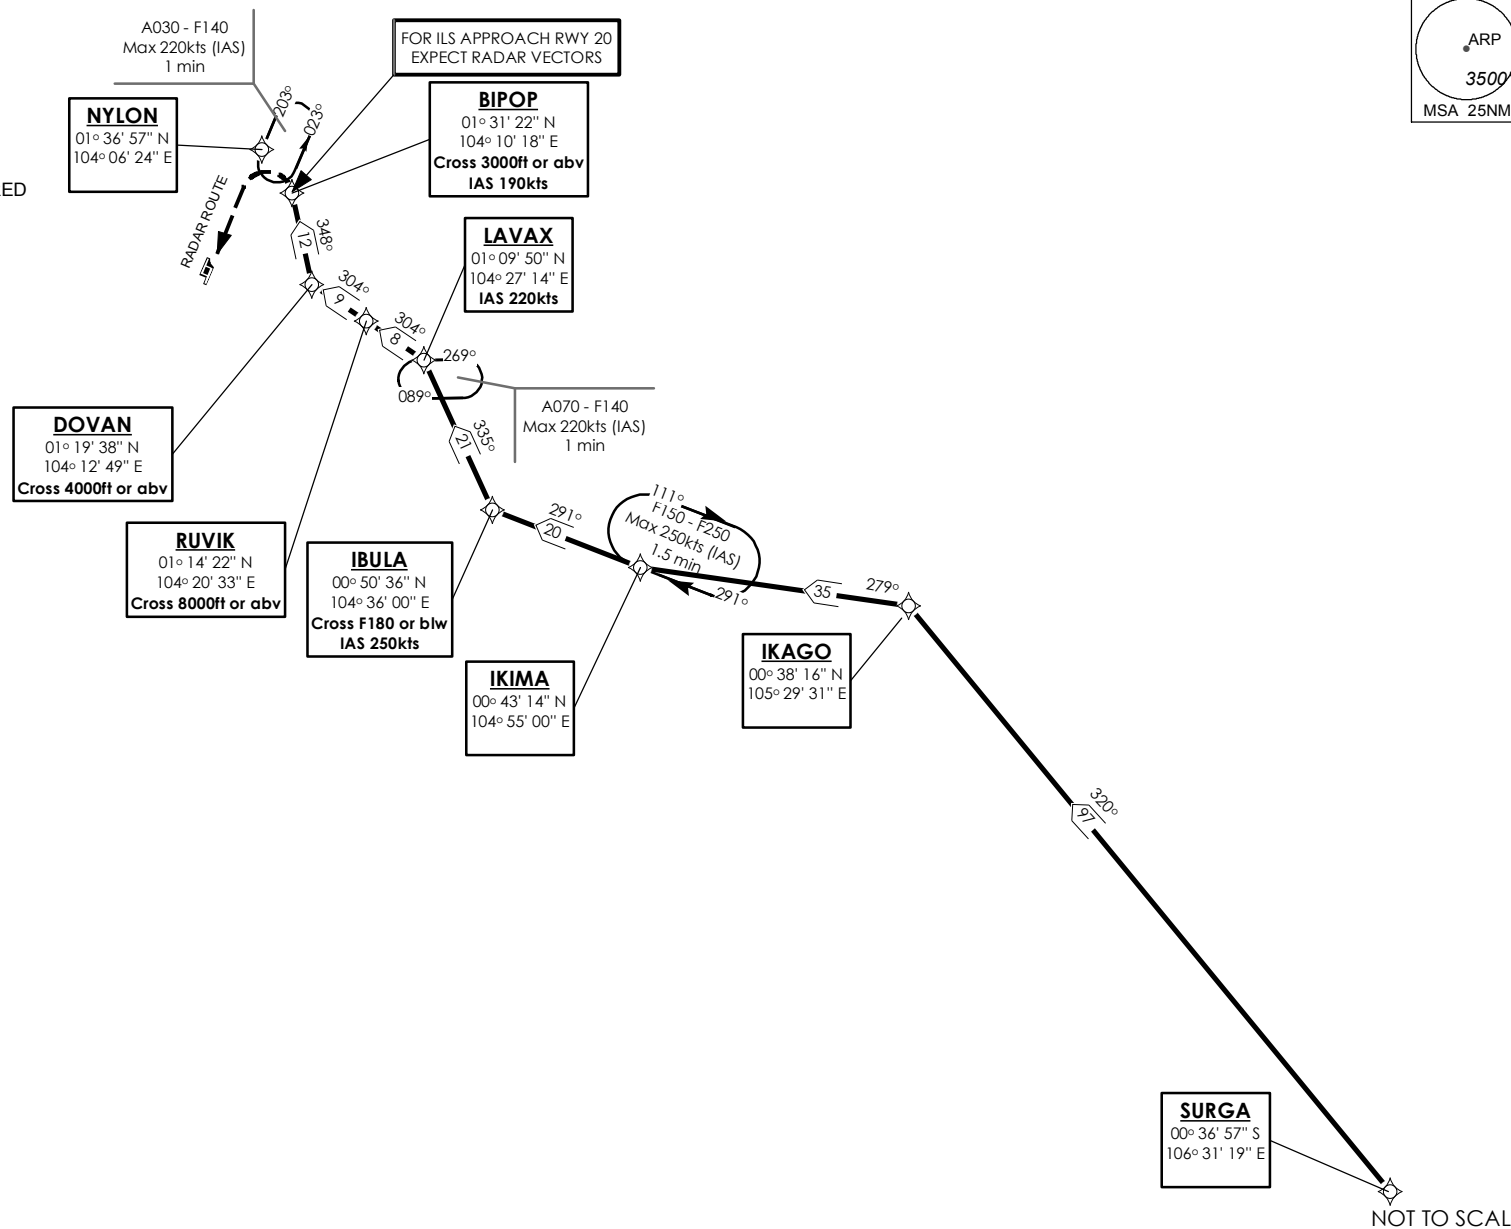 A030 - F140
Max 220kts (IAS)
1 min
FOR ILS APPROACH RWY 20
EXPECT RADAR VECTORS
ARP
3500'
MSA 25NM
NYLON
01° 36' 57" N
104° 06' 24" E
203°
023°
BIPOP
01° 31' 22" N
104° 10' 18" E
Cross 3000ft or abv
IAS 190kts
ED
RADAR ROUTE
348°
12
LAVAX
01° 09' 50" N
104° 27' 14" E
IAS 220kts
304°
9
304°
8
269°
089°
A070 - F140
Max 220kts (IAS)
1 min
DOVAN
01° 19' 38" N
104° 12' 49" E
Cross 4000ft or abv
335°
21
RUVIK
01° 14' 22" N
104° 20' 33" E
Cross 8000ft or abv
IBULA
00° 50' 36" N
104° 36' 00" E
Cross F180 or blw
IAS 250kts
291°
20
111°
F150 - F250
Max 250kts (IAS)
1.5 min
291°
35
279°
IKIMA
00° 43' 14" N
104° 55' 00" E
IKAGO
00° 38' 16" N
105° 29' 31" E
320°
97
SURGA
00° 36' 57" S
106° 31' 19" E
NOT TO SCAL